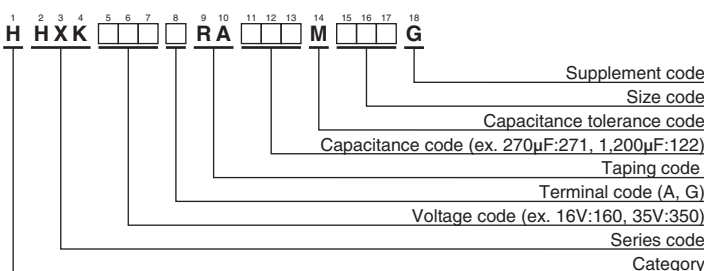 1 2 3 4 5 6 7 8 9 10 11 12 13 14 15 16 17 18
H HXK RA M G
Supplement code
Size code
Capacitance tolerance code
Capacitance code (ex. 270µF:271, 1,200µF:122)
Taping code
Terminal code (A, G)
Voltage code (ex. 16V:160, 35V:350)
Series code
Category